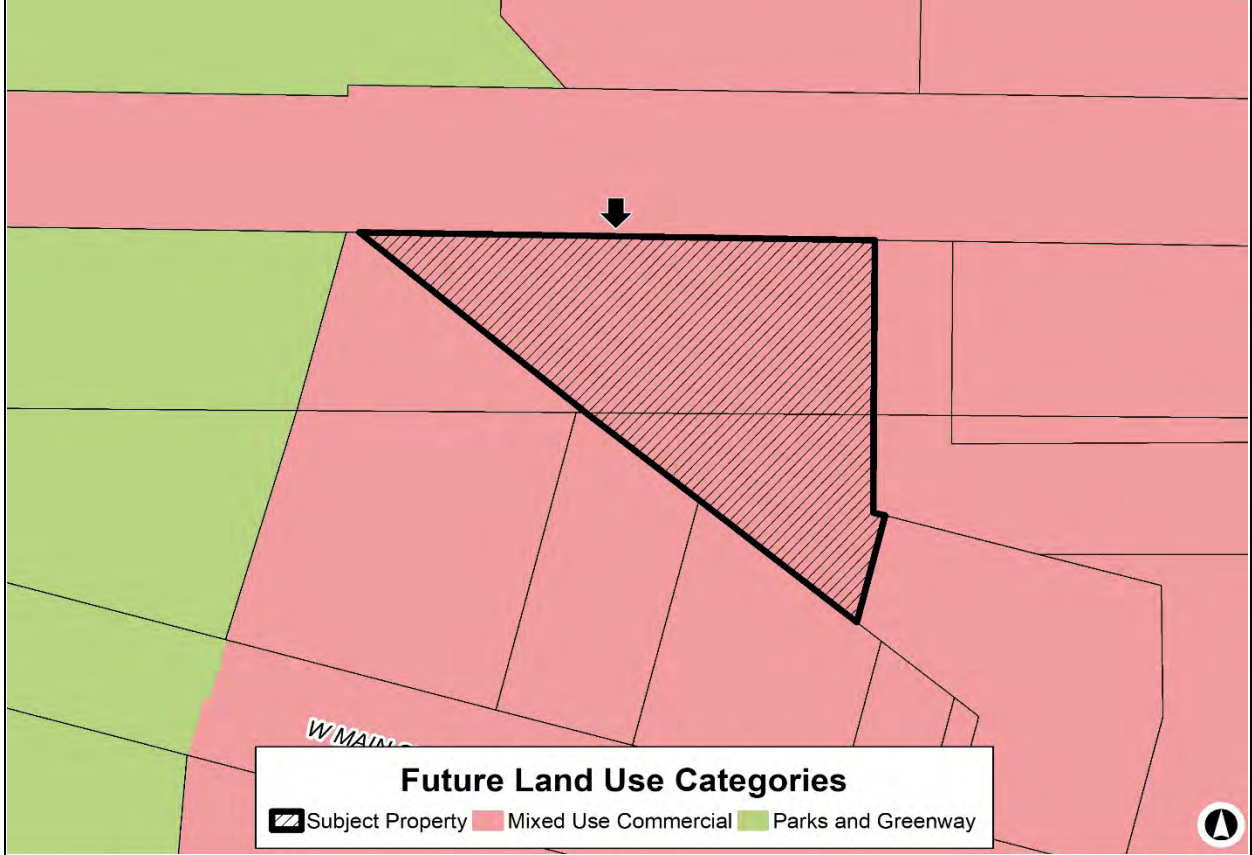 W MAIN
Future Land Use Categories
Subject Property Mixed Use Commercial Parks and Greenway